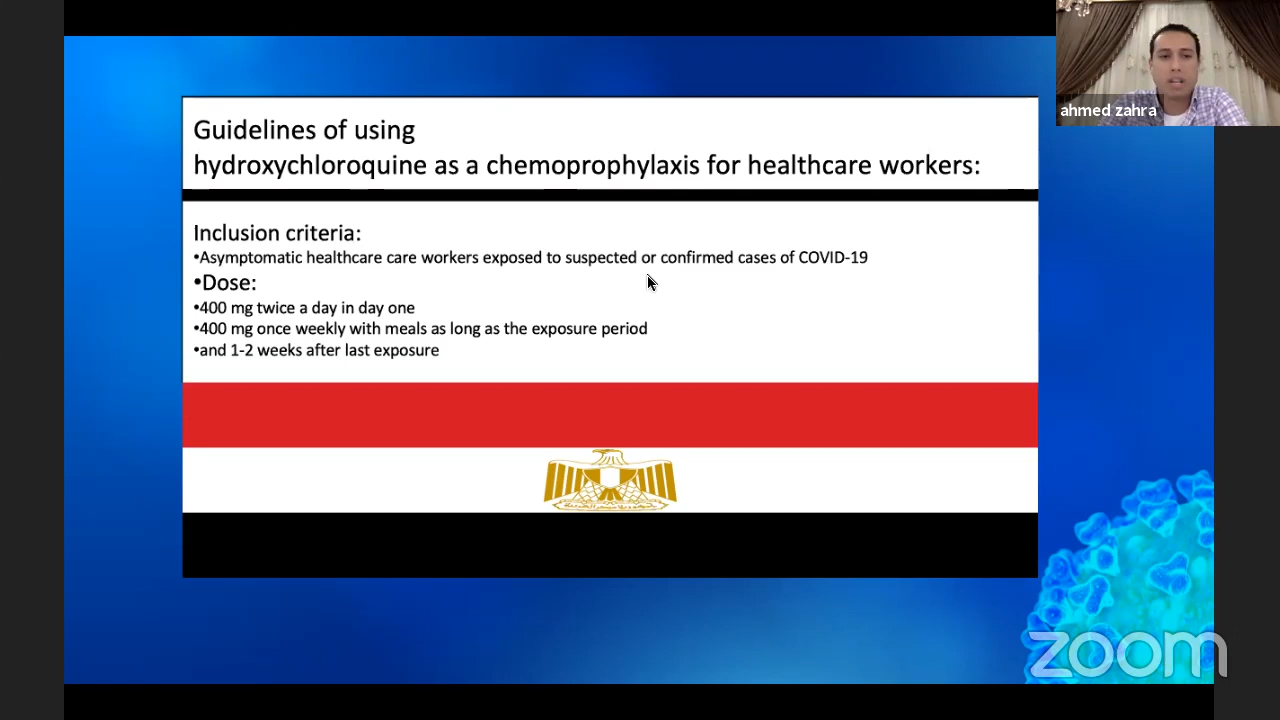 Guidelines of using
hydroxychloroquine as a chemoprophylaxis for healthcare workers:
Inclusion criteria:
•Asymptomatic healthcare care workers exposed to suspected or confirmed cases of COVID-19
•Dose:
•400 mg twice a day in day one
•400 mg once weekly with meals as long as the exposure period
•and 1-2 weeks after last exposure
ahmed zahra
zoom